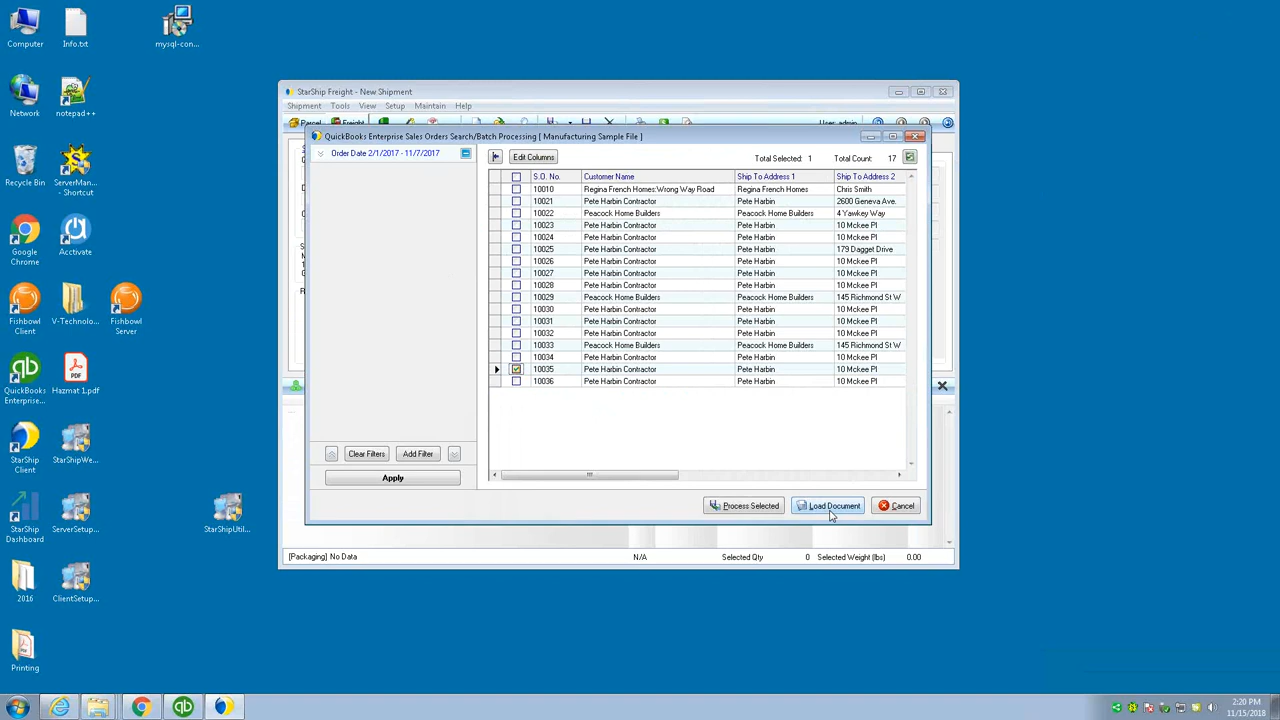 Computer
Info.txt
mysql-con...
Network
notepad++
Recycle Bin
ServerMan...
- Shortcut
Google
Chrome
Acctivate
Fishbowl
Client
V-Technolo...
Fishbowl
Server
QuickBooks
Enterprise...
Hazmat 1.pdf
StarShip
Client
StarShipWe...
StarShip
Dashboard
ServerSetup...
StarShipUtil...
2016
ClientSetup...
Printing
StarShip Freight - New Shipment
Shipment Tools View Setup Maintain Help
Parcel Freight User: admin
QuickBooks Enterprise Sales Orders Search/Batch Processing [ Manufacturing Sample File ]
Order Date 2/1/2017 - 11/7/2017
Edit Columns Total Selected: 1 Total Count: 17
S.O. No. Customer Name Ship To Address 1 Ship To Address 2
10010 Regina French Homes:Wrong Way Road Regina French Homes Chris Smith
10021 Pete Harbin Contractor Pete Harbin 2600 Geneva Ave.
10022 Peacock Home Builders Peacock Home Builders 4 Yawkey Way
10023 Pete Harbin Contractor Pete Harbin 10 Mckee Pl
10024 Pete Harbin Contractor Pete Harbin 10 Mckee Pl
10025 Pete Harbin Contractor Pete Harbin 179 Dagget Drive
10026 Pete Harbin Contractor Pete Harbin 10 Mckee Pl
10027 Pete Harbin Contractor Pete Harbin 10 Mckee Pl
10028 Pete Harbin Contractor Pete Harbin 10 Mckee Pl
10029 Peacock Home Builders Peacock Home Builders 145 Richmond St W
10030 Pete Harbin Contractor Pete Harbin 10 Mckee Pl
10031 Pete Harbin Contractor Pete Harbin 10 Mckee Pl
10032 Pete Harbin Contractor Pete Harbin 10 Mckee Pl
10033 Peacock Home Builders Peacock Home Builders 145 Richmond St W
10034 Pete Harbin Contractor Pete Harbin 10 Mckee Pl
10035 Pete Harbin Contractor Pete Harbin 10 Mckee Pl
10036 Pete Harbin Contractor Pete Harbin 10 Mckee Pl
Clear Filters Add Filter
Apply
Process Selected Load Document Cancel
[Packaging] No Data N/A Selected Qty 0 Selected Weight (lbs) 0.00
2:20 PM
11/15/2018